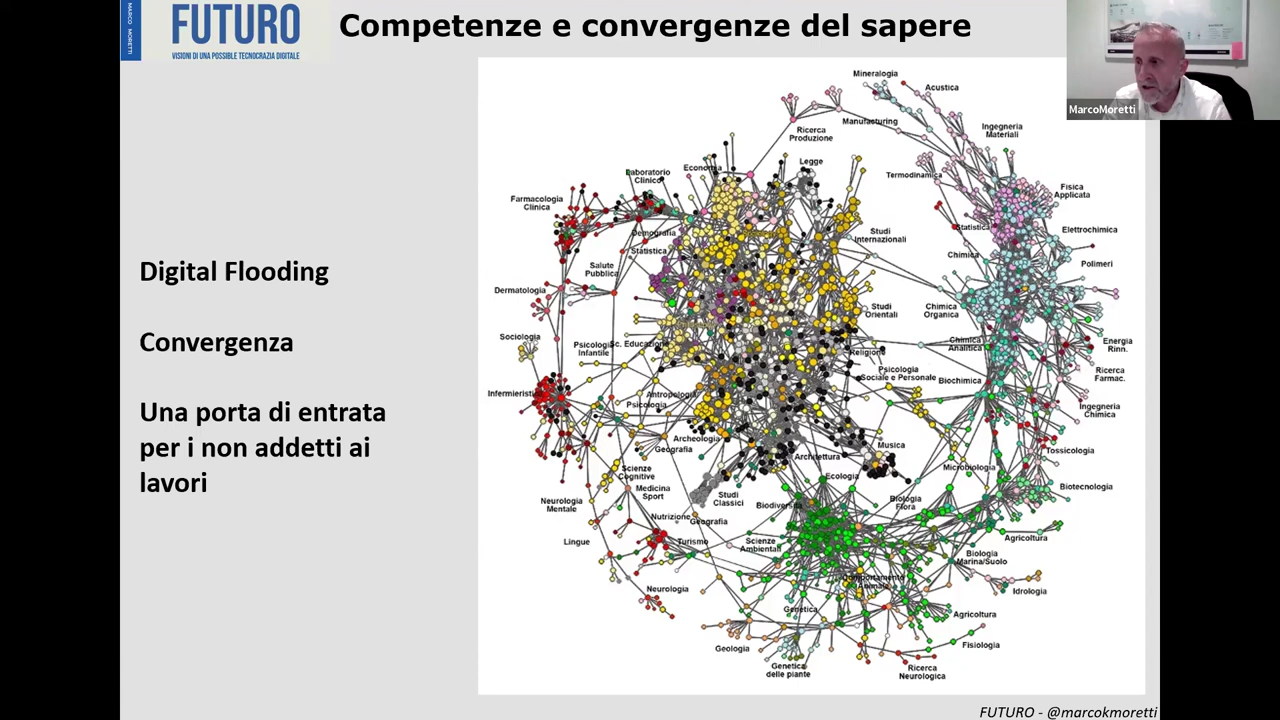 MARCO MORETTI
FUTURO
VISIONI DI UNA POSSIBILE TECNOCRAZIA DIGITALE
Competenze e convergenze del sapere
MarcoMoretti
Digital Flooding
Convergenza
Una porta di entrata
per i non addetti ai
lavori
Mineralogia
Acustica
Manufacturing
Ricerca
Produzione
Ingegneria
Materiali
Legge
Economia
Laboratorio
Clinico
Termodinamica
Farmacologia
Clinica
Fisica
Applicata
Statistica
Elettrochimica
Demografia
Studi
Internazionali
Statistica
Chimica
Polimeri
Salute
Pubblica
Dermatologia
Studi
Orientali
Chimica
Organica
Sociologia
Psicologia
Infantile
Sc. Educazione
Religione
Chimica
Analitica
Energia
Rinn.
Psicologia
Sociale e Personale
Biochimica
Ricerca
Farmac.
Infermieristica
Antropologia
Psicologia
Ingegneria
Chimica
Archeologia
Geografia
Musica
Architettura
Tossicologia
Scienze
Cognitive
Microbiologia
Ecologia
Medicina
Sport
Studi
Classici
Biotecnologia
Neurologia
Mentale
Biodiversità
Biologia
Flora
Nutrizione
Geografia
Lingue
Turismo
Scienze
Ambientali
Agricoltura
Biologia
Marina/Suolo
Comportamento
Animale
Neurologia
Idrologia
Genetica
Agricoltura
Geologia
Fisiologia
Genetica
delle piante
Ricerca
Neurologica
FUTURO - @marcokmoretti